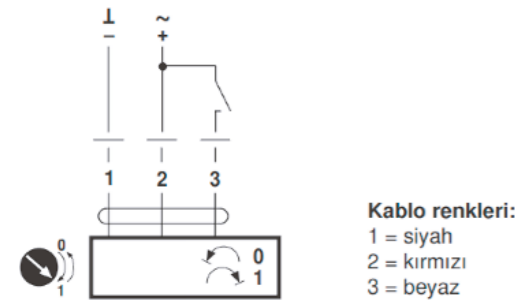 ⊥ ~
– +
1 2 3
0
1
0
1
Kablo renkleri:
1 = siyah
2 = kırmızı
3 = beyaz